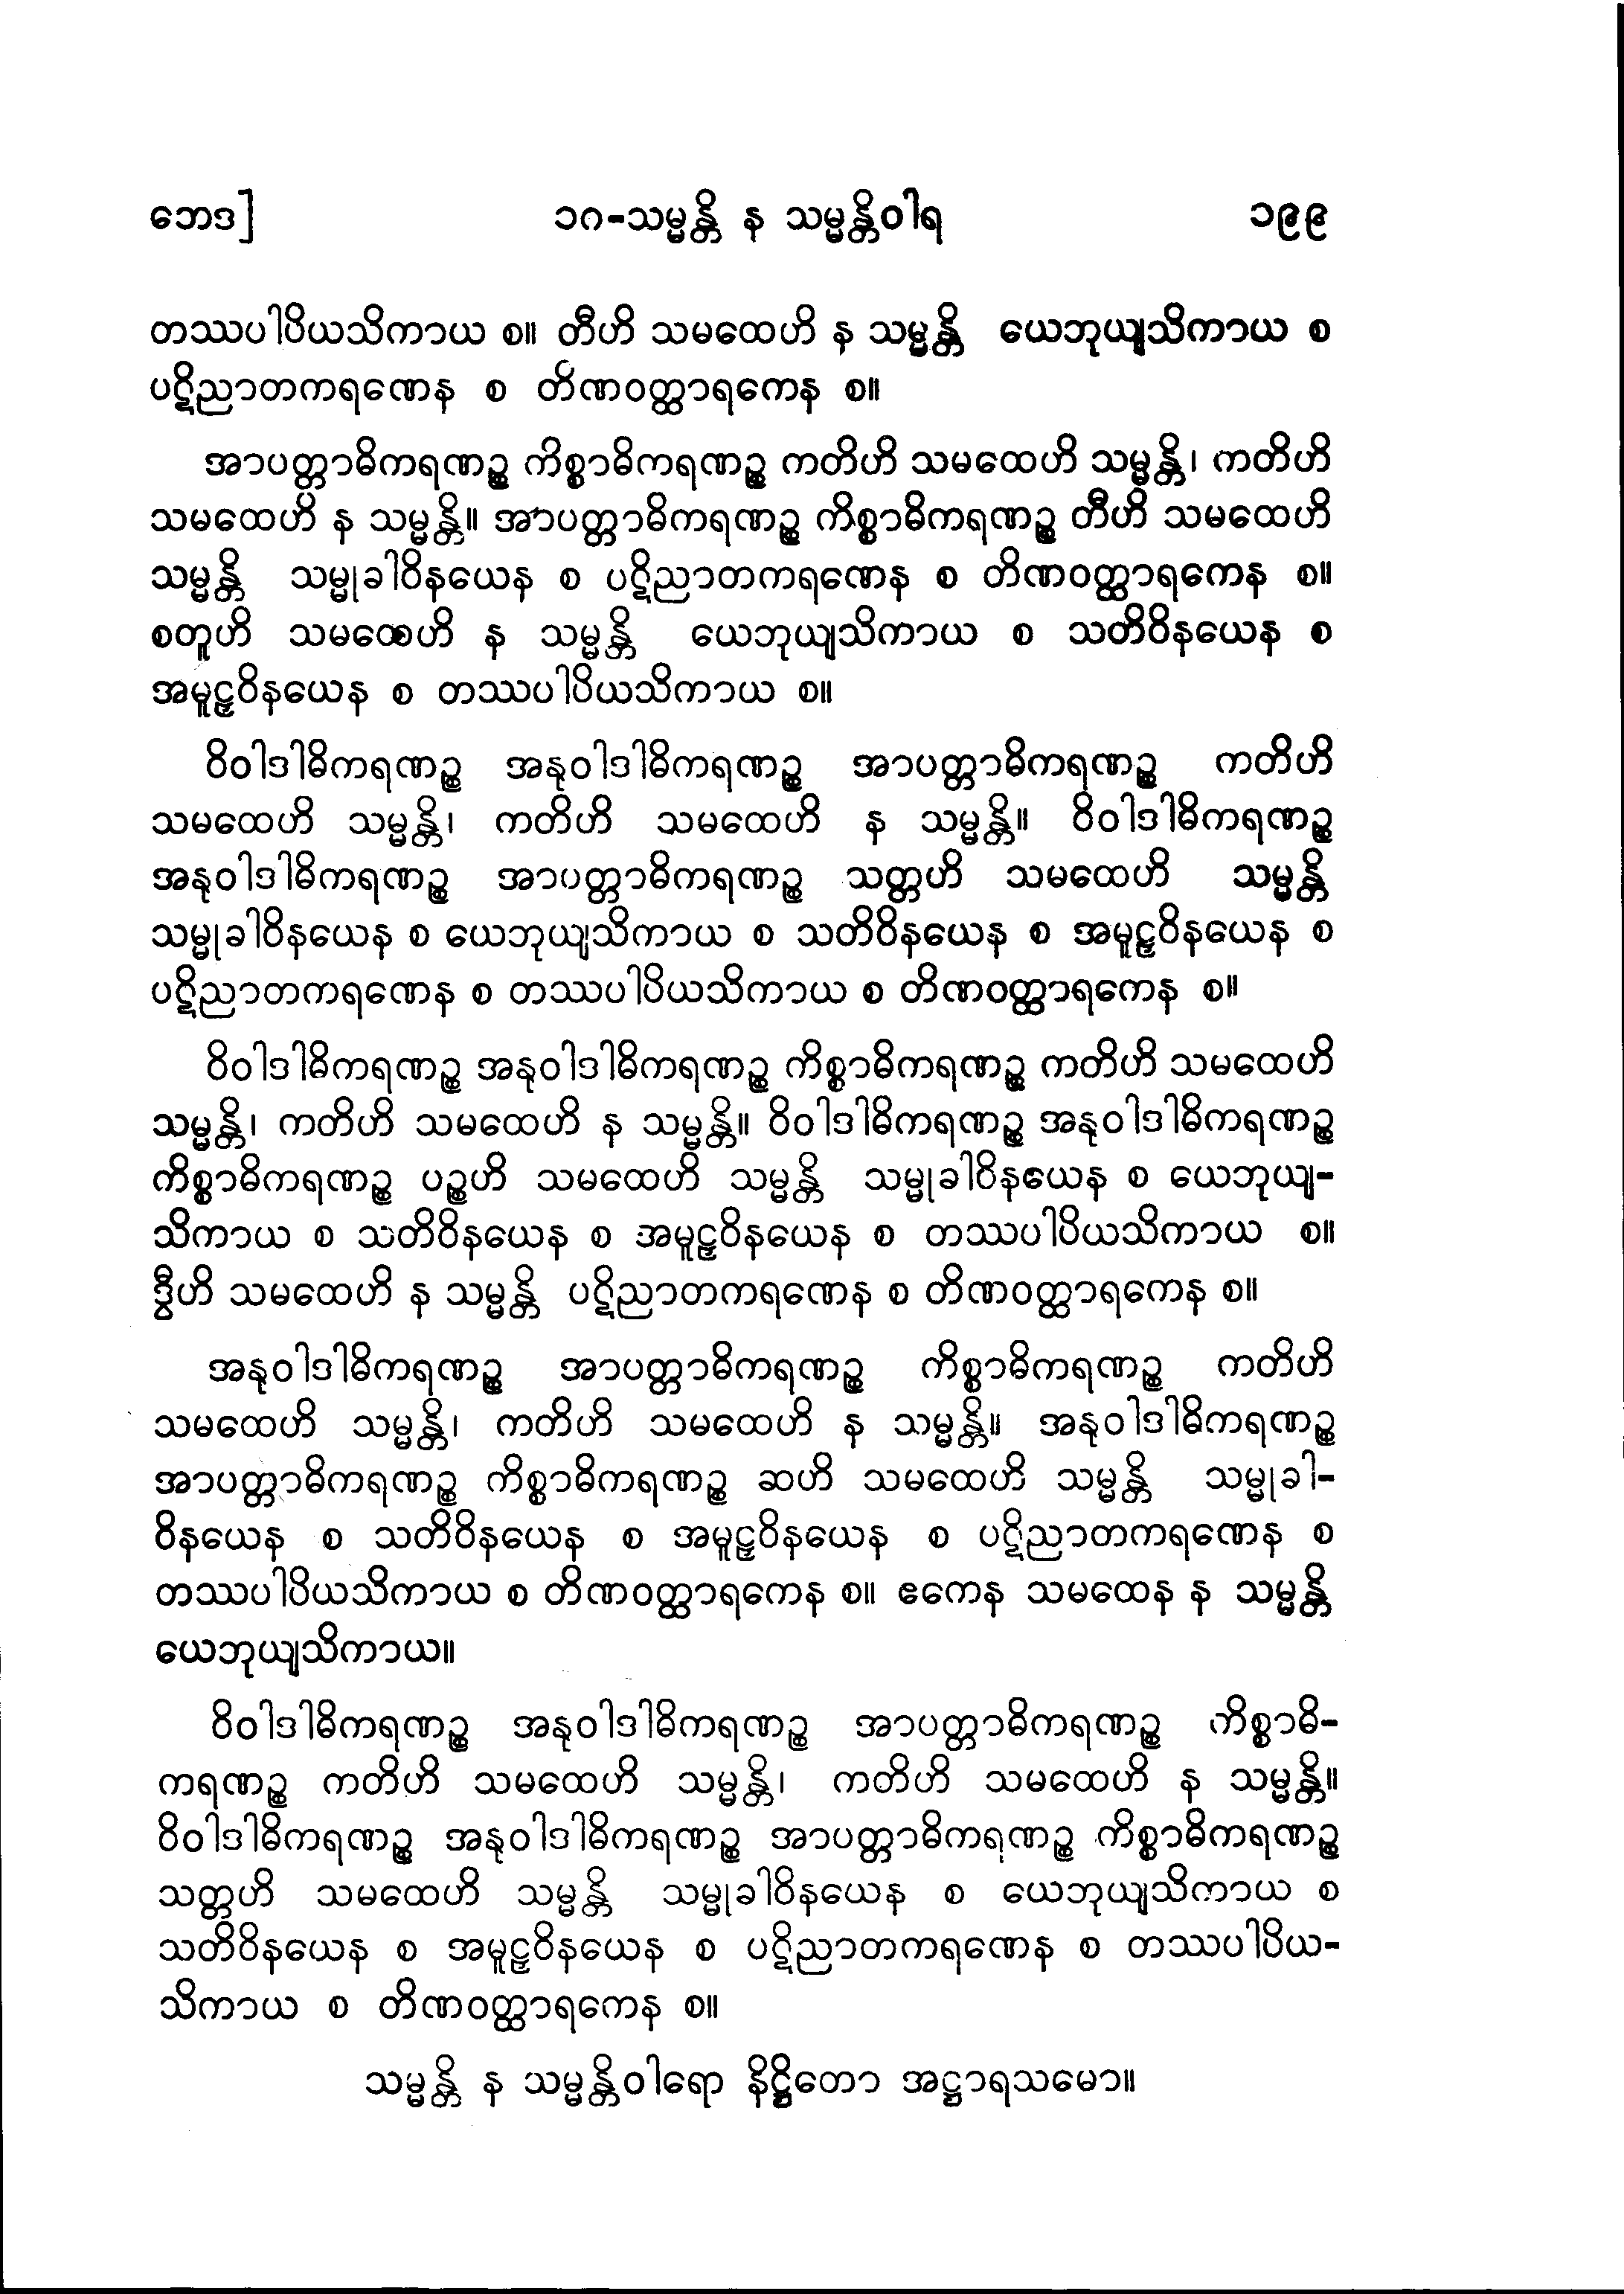 ဘေဒ] ၁၈-သမ္မန္တိ န သမ္မန္တိဝါရ ၁၉၉
တဿပါပိယသိကာယ စ။ တီဟိ သမထေဟိ န သမ္မန္တိ ယေဘုယျသိကာယ စ
ပဋိညာတကရဏေန စ တိဏဝတ္ထာရကေန စ။
အာပတ္တာဓိကရဏဉ္စ ကိစ္စာဓိကရဏဉ္စ ကတိဟိ သမထေဟိ သမ္မန္တိ၊ ကတိဟိ
သမထေဟိ န သမ္မန္တိ။ အာပတ္တာဓိကရဏဉ္စ ကိစ္စာဓိကရဏဉ္စ တီဟိ သမထေဟိ
သမ္မန္တိ သမ္မုခါဝိနယေန စ ပဋိညာတကရဏေန စ တိဏဝတ္ထာရကေန စ။
စတူဟိ သမထေဟိ န သမ္မန္တိ ယေဘုယျသိကာယ စ သတိဝိနယေန စ
အမူဠှဝိနယေန စ တဿပါပိယသိကာယ စ။
ဝိဝါဒါဓိကရဏဉ္စ အနုဝါဒါဓိကရဏဉ္စ အာပတ္တာဓိကရဏဉ္စ ကတိဟိ
သမထေဟိ သမ္မန္တိ၊ ကတိဟိ သမထေဟိ န သမ္မန္တိ။ ဝိဝါဒါဓိကရဏဉ္စ
အနုဝါဒါဓိကရဏဉ္စ အာပတ္တာဓိကရဏဉ္စ သတ္တဟိ သမထေဟိ သမ္မန္တိ
သမ္မုခါဝိနယေန စ ယေဘုယျသိကာယ စ သတိဝိနယေန စ အမူဠှဝိနယေန စ
ပဋိညာတကရဏေန စ တဿပါပိယသိကာယ စ တိဏဝတ္ထာရကေန စ။
ဝိဝါဒါဓိကရဏဉ္စ အနုဝါဒါဓိကရဏဉ္စ ကိစ္စာဓိကရဏဉ္စ ကတိဟိ သမထေဟိ
သမ္မန္တိ၊ ကတိဟိ သမထေဟိ န သမ္မန္တိ။ ဝိဝါဒါဓိကရဏဉ္စ အနုဝါဒါဓိကရဏဉ္စ
ကိစ္စာဓိကရဏဉ္စ ပဉ္စဟိ သမထေဟိ သမ္မန္တိ သမ္မုခါဝိနယေန စ ယေဘုယျ-
သိကာယ စ သတိဝိနယေန စ အမူဠှဝိနယေန စ တဿပါပိယသိကာယ စ။
ဒွီဟိ သမထေဟိ န သမ္မန္တိ ပဋိညာတကရဏေန စ တိဏဝတ္ထာရကေန စ။
အနုဝါဒါဓိကရဏဉ္စ အာပတ္တာဓိကရဏဉ္စ ကိစ္စာဓိကရဏဉ္စ ကတိဟိ
သမထေဟိ သမ္မန္တိ၊ ကတိဟိ သမထေဟိ န သမ္မန္တိ။ အနုဝါဒါဓိကရဏဉ္စ
အာပတ္တာဓိကရဏဉ္စ ကိစ္စာဓိကရဏဉ္စ ဆဟိ သမထေဟိ သမ္မန္တိ သမ္မုခါ-
ဝိနယေန စ သတိဝိနယေန စ အမူဠှဝိနယေန စ ပဋိညာတကရဏေန စ
တဿပါပိယသိကာယ စ တိဏဝတ္ထာရကေန စ။ ဧကေန သမထေန န သမ္မန္တိ
ယေဘုယျသိကာယ။
ဝိဝါဒါဓိကရဏဉ္စ အနုဝါဒါဓိကရဏဉ္စ အာပတ္တာဓိကရဏဉ္စ ကိစ္စာဓိ-
ကရဏဉ္စ ကတိဟိ သမထေဟိ သမ္မန္တိ၊ ကတိဟိ သမထေဟိ န သမ္မန္တိ။
ဝိဝါဒါဓိကရဏဉ္စ အနုဝါဒါဓိကရဏဉ္စ အာပတ္တာဓိကရဏဉ္စ ကိစ္စာဓိကရဏဉ္စ
သတ္တဟိ သမထေဟိ သမ္မန္တိ သမ္မုခါဝိနယေန စ ယေဘုယျသိကာယ စ
သတိဝိနယေန စ အမူဠှဝိနယေန စ ပဋိညာတကရဏေန စ တဿပါပိယ-
သိကာယ စ တိဏဝတ္ထာရကေန စ။
သမ္မန္တိ န သမ္မန္တိဝါရော နိဋ္ဌိတော အဋ္ဌာရသမော။